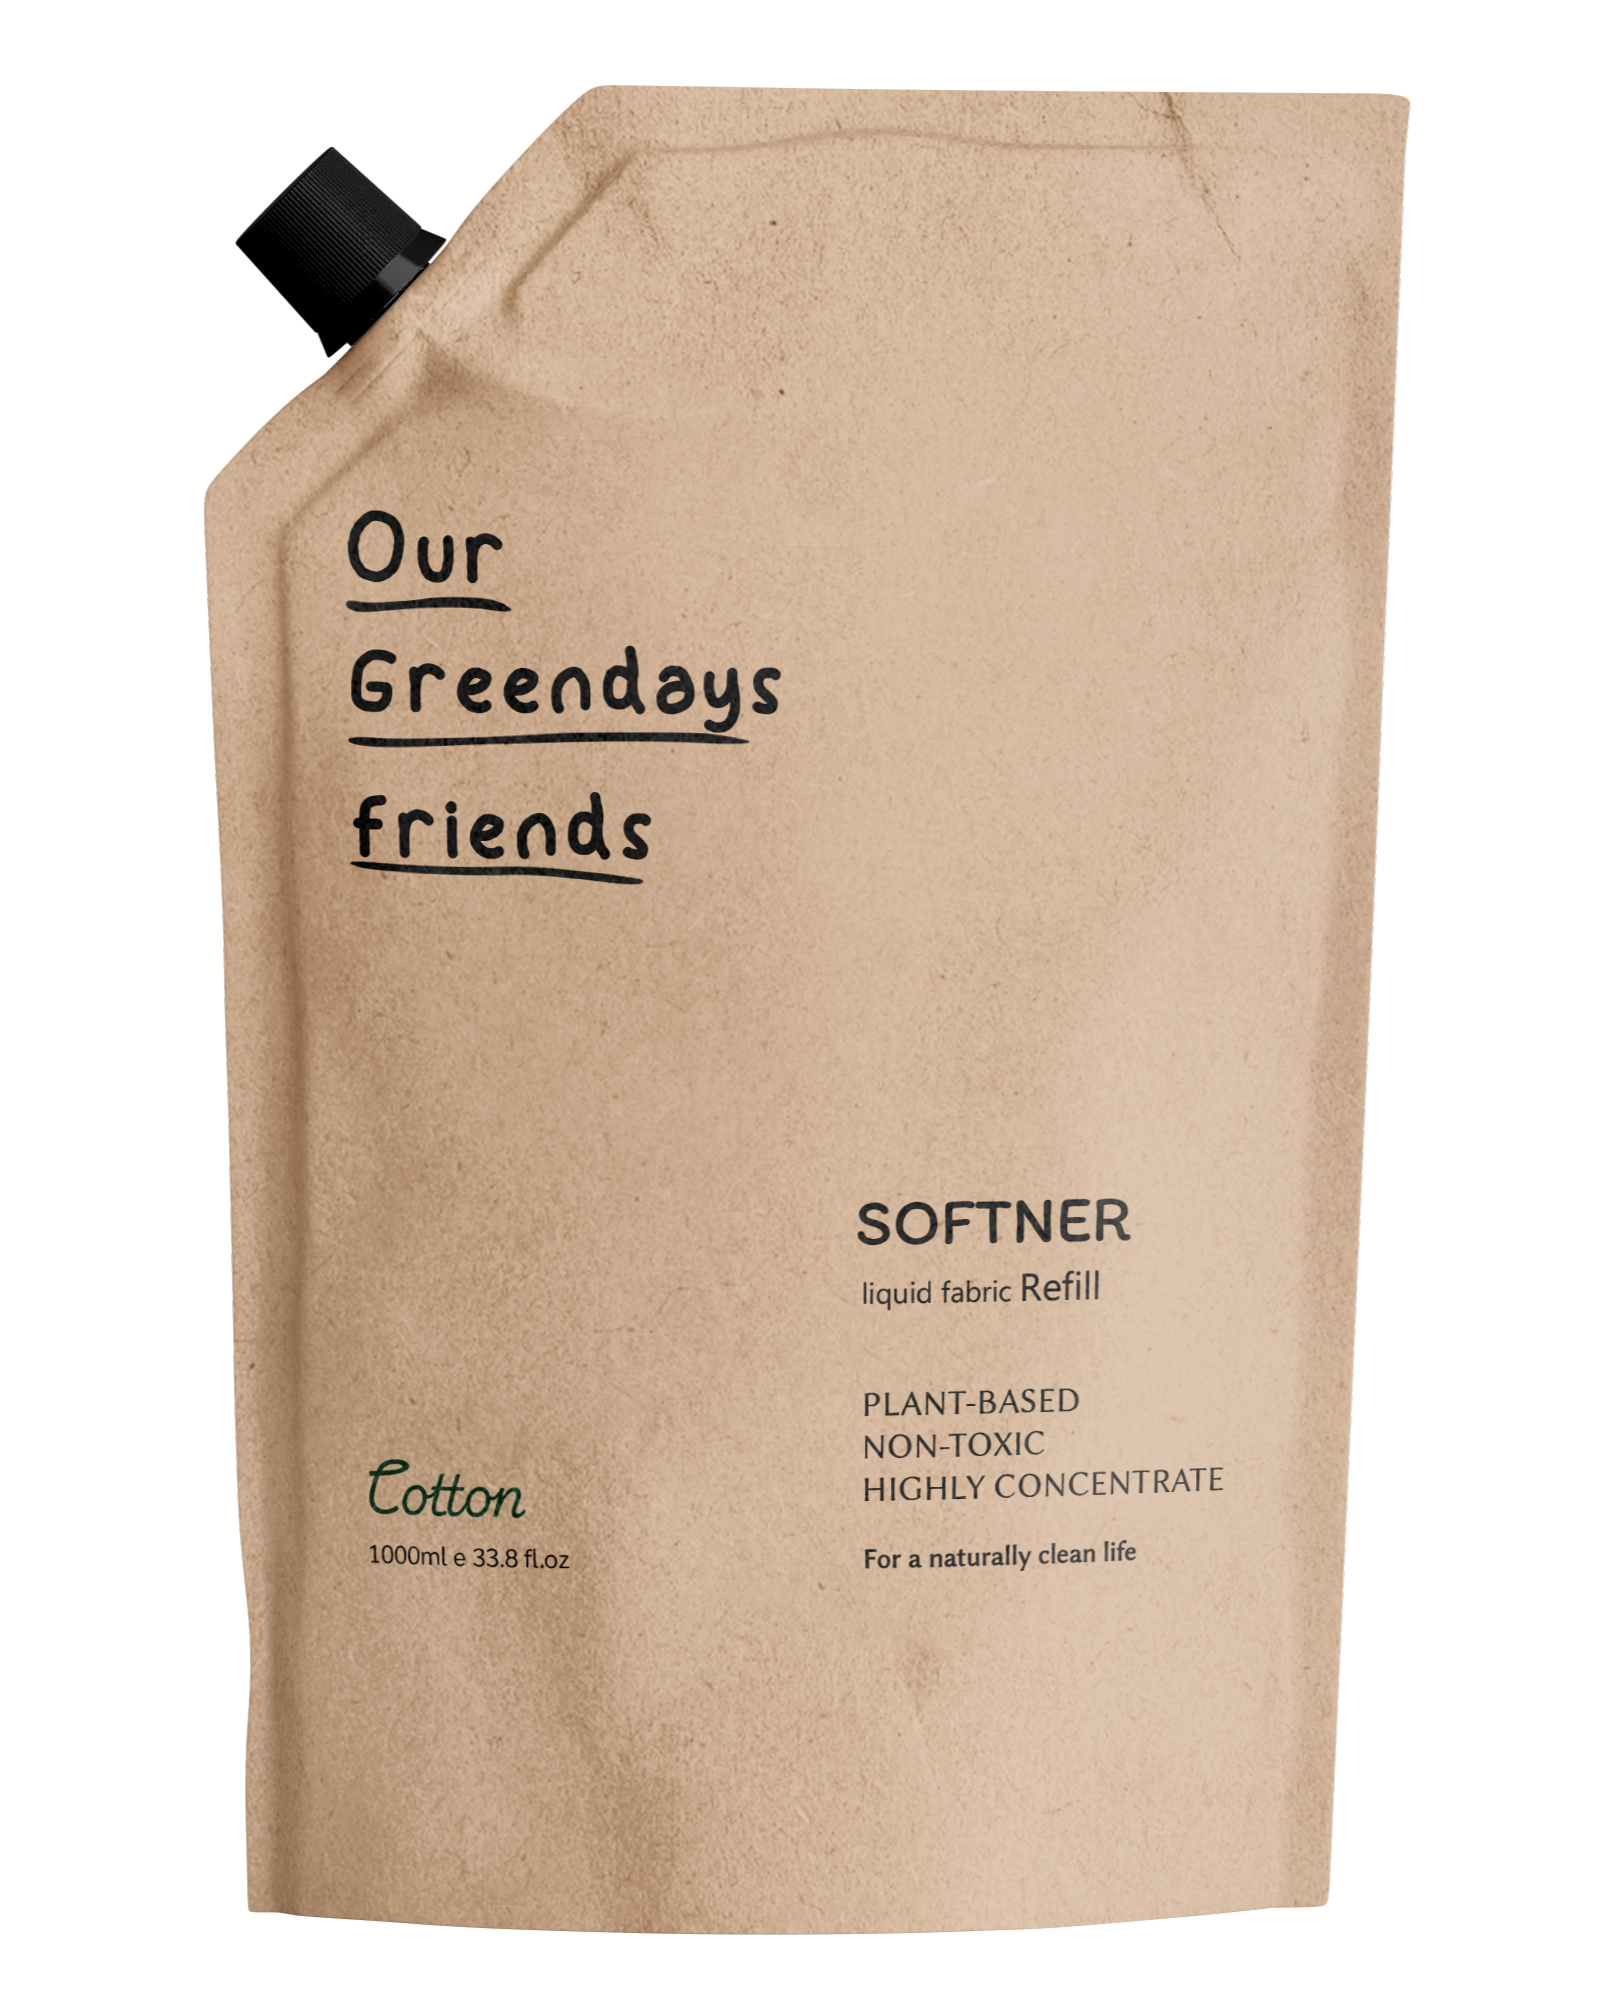 Our
Greendays
friends
SOFTNER
liquid fabric Refill
PLANT-BASED
NON-TOXIC
HIGHLY CONCENTRATE
For a naturally clean life
Cotton
1000ml e 33.8 fl.oz